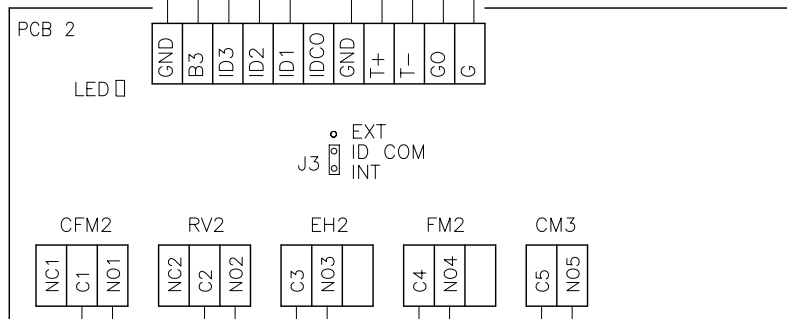 PCB 2
GND B3 ID3 ID2 ID1 IDCO GND T+ T- GO G
LED
EXT
J3 ID COM
INT
CFM2 RV2 EH2 FM2 CM3
NC1 C1 NO1 NC2 C2 NO2 C3 NO3 C4 NO4 C5 NO5